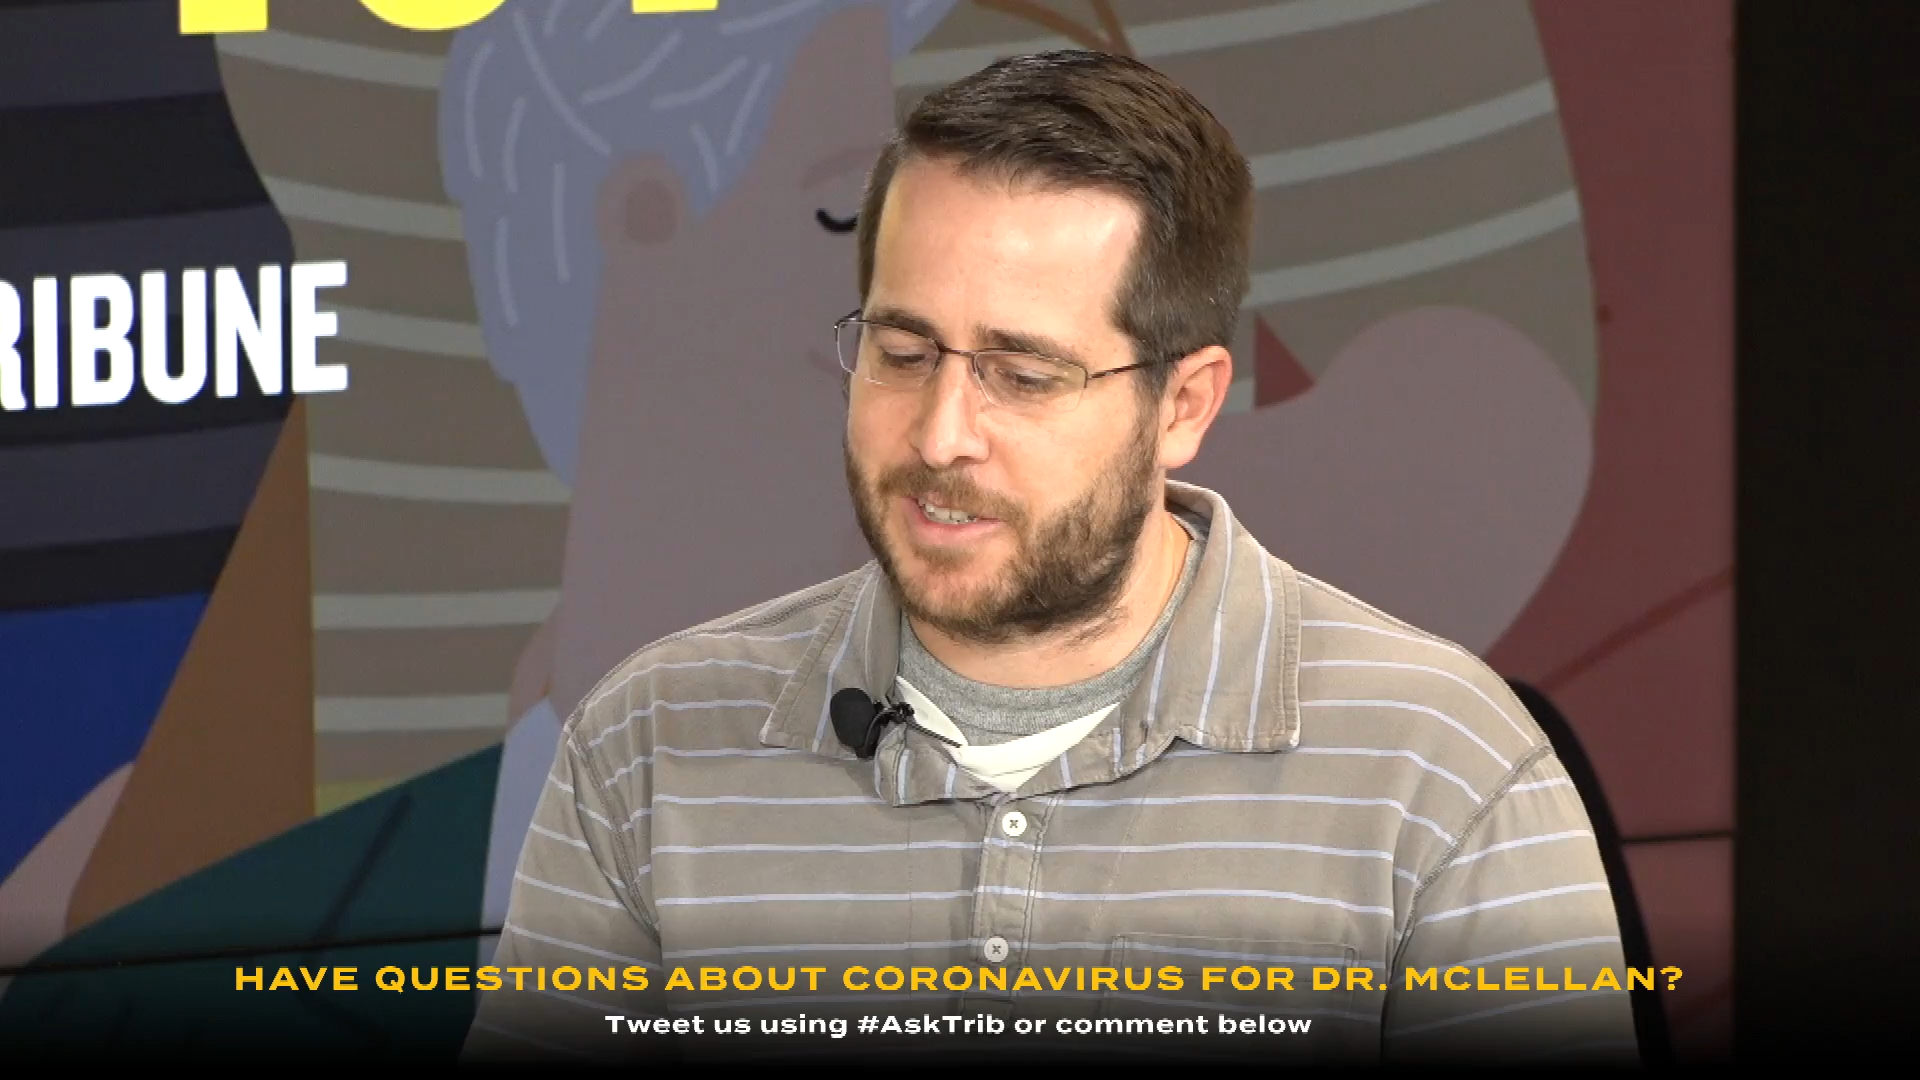 RIBUNE
HAVE QUESTIONS ABOUT CORONAVIRUS FOR DR. MCLELLAN?
Tweet us using #AskTrib or comment below